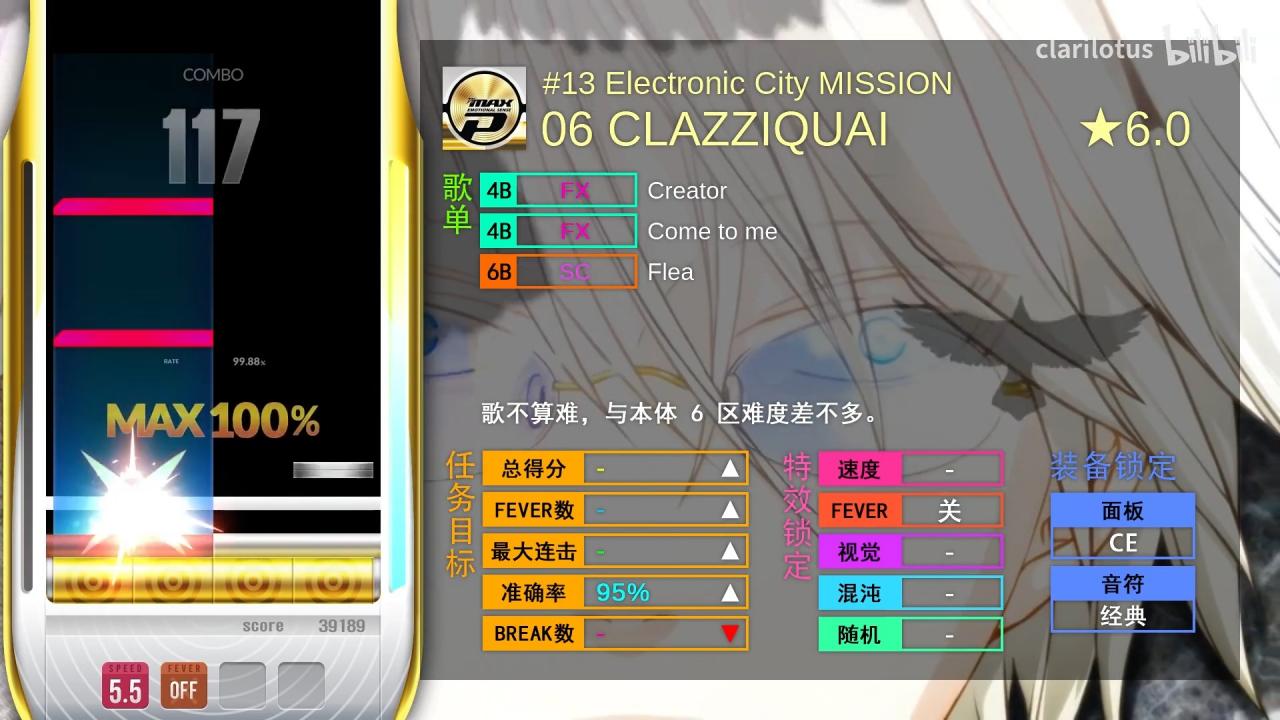 clarilotus bilibili
COMBO
117
RATE 99.88%
MAX 100%
score 39189
SPEED
5.5
FEVER
OFF
MAX
EMOTIONAL SENSE
P
#13 Electronic City MISSION
06 CLAZZIQUAI
★6.0
歌单
4B FX Creator
4B FX Come to me
6B SC Flea
歌不算难，与本体 6 区难度差不多。
任务目标
总得分 - ▲
FEVER数 - ▲
最大连击 - ▲
准确率 95% ▲
BREAK数 - ▼
特效锁定
速度 -
FEVER 关
视觉 -
混沌 -
随机 -
装备锁定
面板
CE
音符
经典